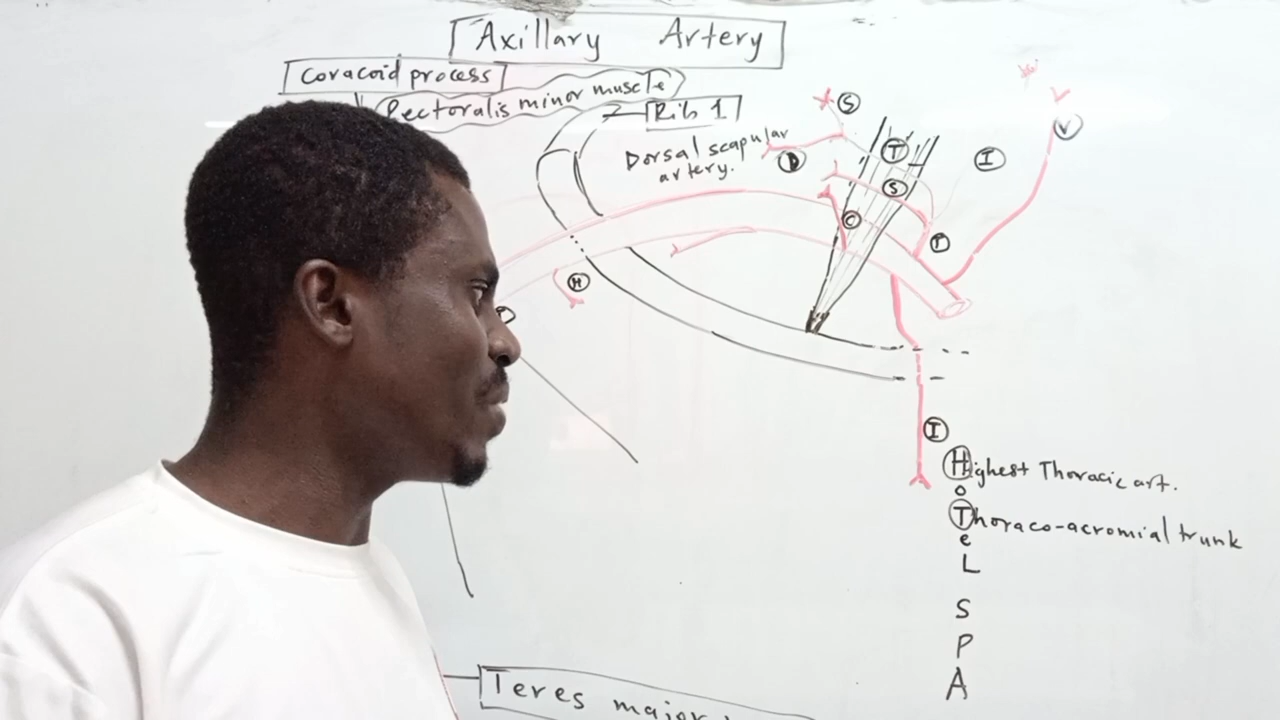 Axillary Artery
Coracoid process
Pectoralis minor muscle
Rib 1
Dorsal scapular
artery.
S
D
T
S
C
P
I
V
H
I
Highest Thoracic art.
o
Thoraco-acromial trunk
e
L
S
P
A
Teres major